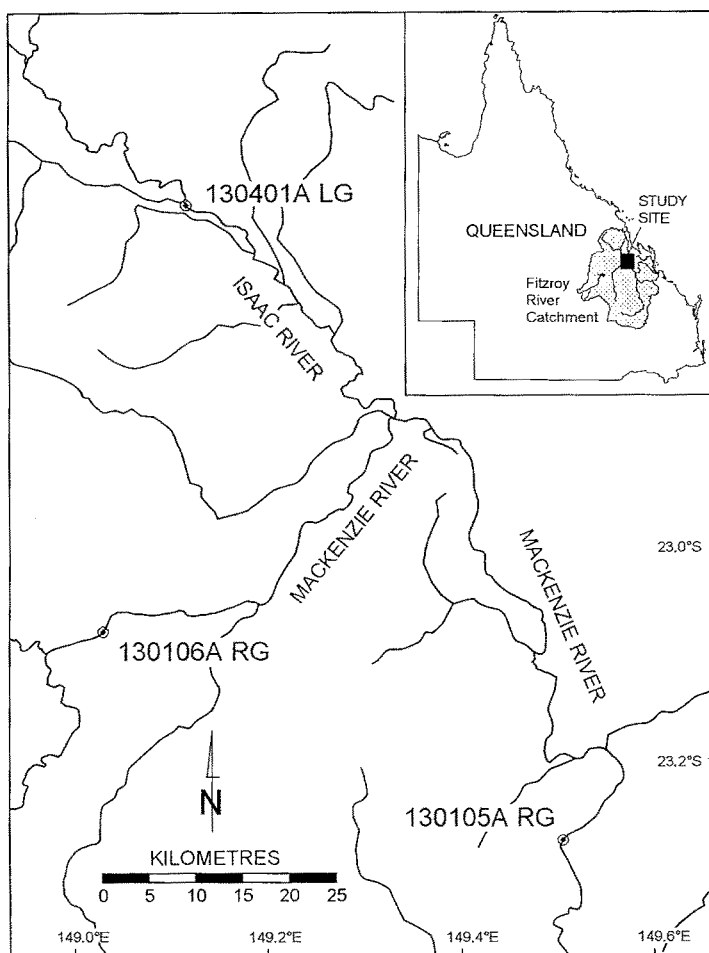 130401A LG
STUDY
SITE
QUEENSLAND
Fitzroy
River
Catchment
ISAAC RIVER
MACKENZIE RIVER
23.0°S
MACKENZIE RIVER
130106A RG
23.2°S
N
130105A RG
KILOMETRES
0 5 10 15 20 25
149.0°E 149.2°E 149.4°E 149.6°E